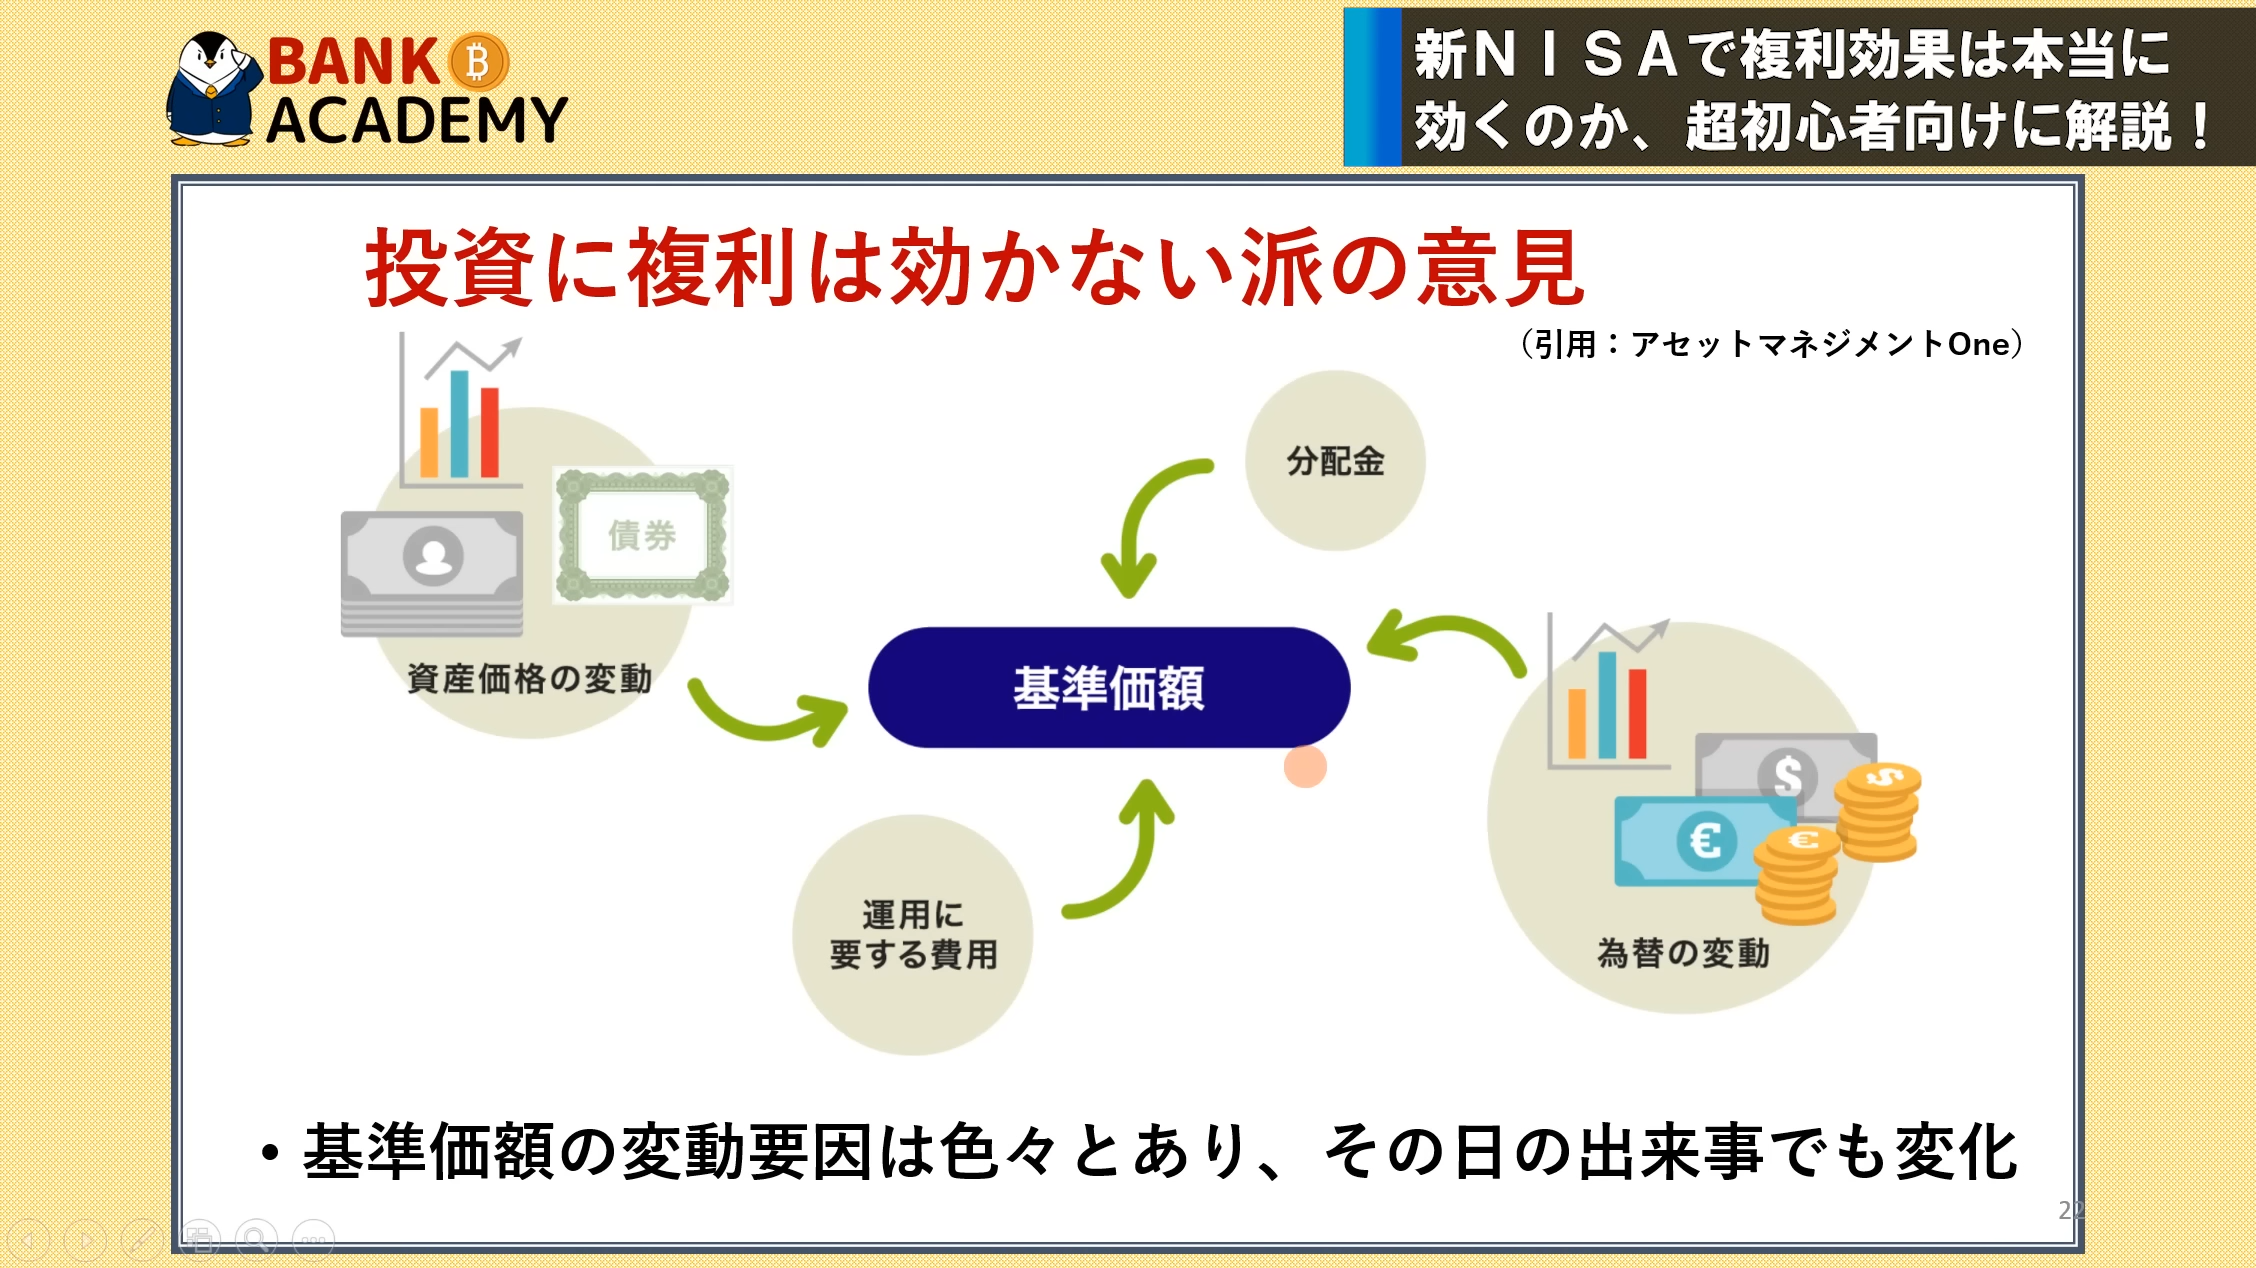 BANK
ACADEMY
新ＮＩＳＡで複利効果は本当に
効くのか、超初心者向けに解説！
投資に複利は効かない派の意見
（引用：アセットマネジメントOne）
分配金
債券
資産価格の変動
基準価額
$
$
€
€
運用に
要する費用
為替の変動
・基準価額の変動要因は色々とあり、その日の出来事でも変化
22